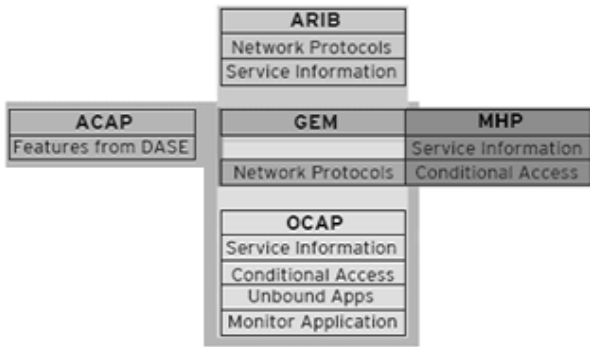 ARIB
Network Protocols
Service Information
ACAP
Features from DASE
GEM
MHP
Service Information
Network Protocols
Conditional Access
OCAP
Service Information
Conditional Access
Unbound Apps
Monitor Application